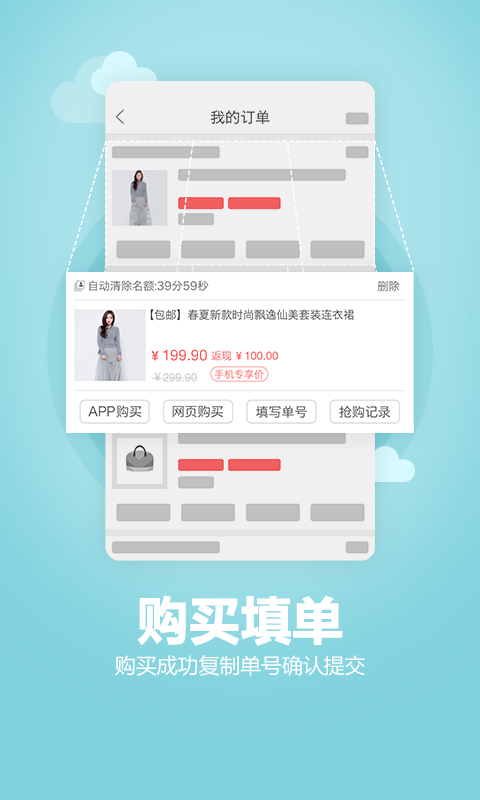 我的订单
自动清除名额:39分59秒 删除
【包邮】春夏新款时尚飘逸仙美套装连衣裙
¥199.90 返现 ¥100.00
¥299.90 手机专享价
APP购买 网页购买 填写单号 抢购记录
购买填单
购买成功复制单号确认提交